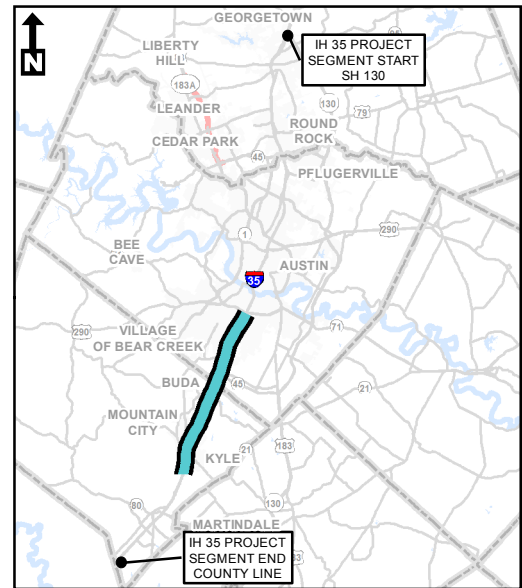 GEORGETOWN
IH 35 PROJECT
SEGMENT START
SH 130
N
LIBERTY
HILL
183A
LEANDER
130
79
ROUND
ROCK
CEDAR PARK
45
PFLUGERVILLE
1
290
BEE
CAVE
AUSTIN
35
71
290
VILLAGE
OF BEAR CREEK
BUDA
45
21
MOUNTAIN
CITY
KYLE
21
183
80
130
MARTINDALE
IH 35 PROJECT
SEGMENT END
COUNTY LINE